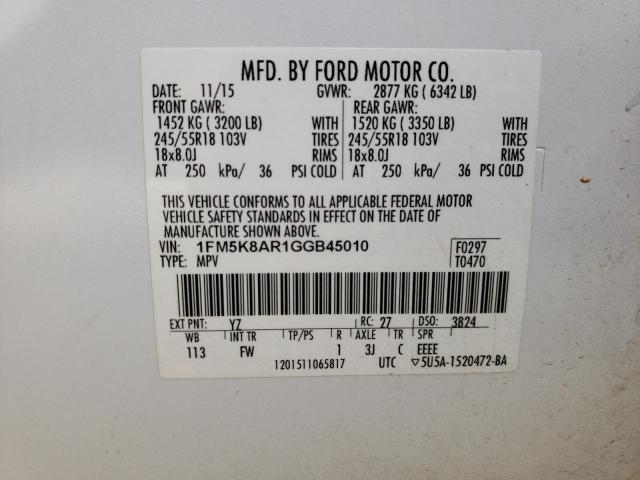 MFD. BY FORD MOTOR CO.
DATE: 11/15 GVWR: 2877 KG ( 6342 LB)
FRONT GAWR: REAR GAWR:
1452 KG ( 3200 LB) WITH 1520 KG ( 3350 LB) WITH
245/55R18 103V TIRES 245/55R18 103V TIRES
18x8.0J RIMS 18x8.0J RIMS
AT 250 kPa/ 36 PSI COLD AT 250 kPa/ 36 PSI COLD
THIS VEHICLE CONFORMS TO ALL APPLICABLE FEDERAL MOTOR
VEHICLE SAFETY STANDARDS IN EFFECT ON THE DATE OF
MANUFACTURE SHOWN ABOVE.
VIN: 1FM5K8AR1GGB45010 F0297
TYPE: MPV T0470
EXT PNT: YZ RC: 27 DSO: 3824
WB INT TR TP/PS R AXLE TR SPR
113 FW 1 3J C EEEE
1201511065817 UTC ▽5U5A-1520472-BA